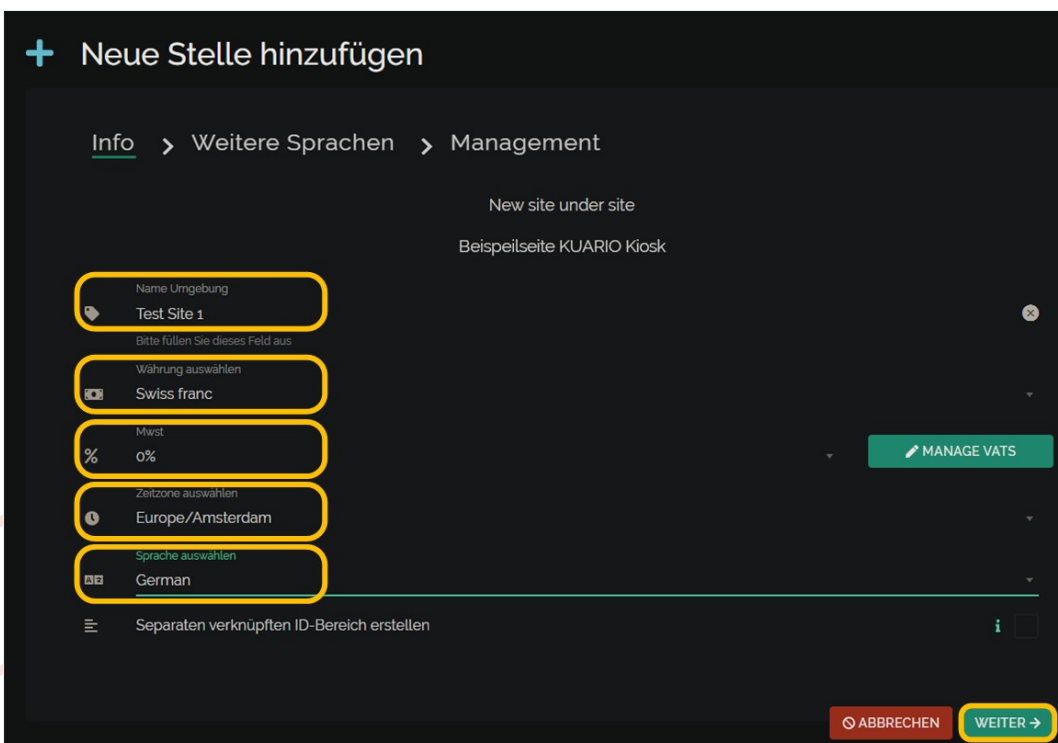 Neue Stelle hinzufügen
Info > Weitere Sprachen > Management
New site under site
Beispeilseite KUARIO Kiosk
Name Umgebung
Test Site 1
Bitte füllen Sie dieses Feld aus
Währung auswählen
Swiss franc
Mwst
0%
MANAGE VATS
Zeitzone auswählen
Europe/Amsterdam
Sprache auswählen
German
Separaten verknüpften ID-Bereich erstellen
ABBRECHEN
WEITER →